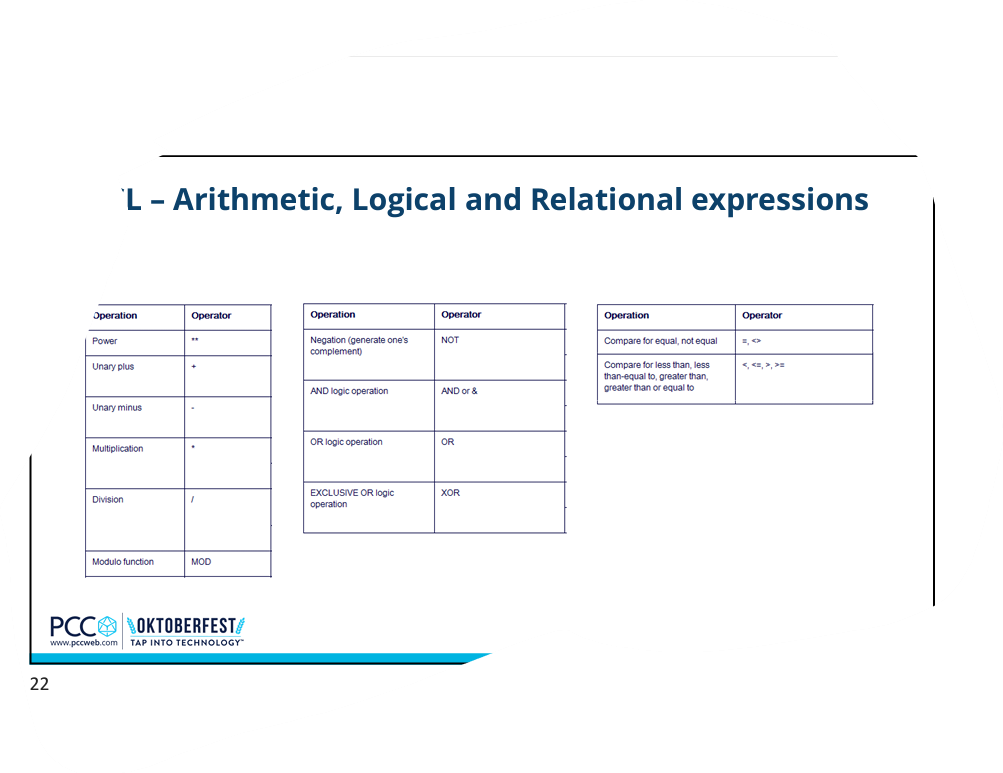 L – Arithmetic, Logical and Relational expressions
Operation Operator
Power **
Unary plus +
Unary minus -
Multiplication *
Division /
Modulo function MOD
Operation Operator
Negation (generate one's NOT
complement)
AND logic operation AND or &
OR logic operation OR
EXCLUSIVE OR logic XOR
operation
Operation Operator
Compare for equal, not equal =, <>
Compare for less than, less <, <=, >, >=
than-equal to, greater than,
greater than or equal to
PCC
www.pccweb.com
OKTOBERFEST
TAP INTO TECHNOLOGY™
22